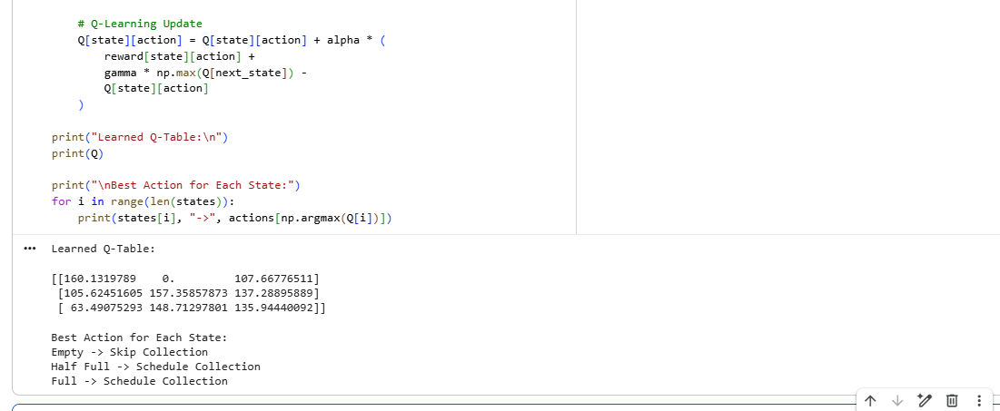 # Q-Learning Update
Q[state][action] = Q[state][action] + alpha * (
reward[state][action] +
gamma * np.max(Q[next_state]) -
Q[state][action]
)
print("Learned Q-Table:\n")
print(Q)
print("\nBest Action for Each State:")
for i in range(len(states)):
print(states[i], "->", actions[np.argmax(Q[i])])
Learned Q-Table:
[[160.1319789 0. 107.66776511]
[105.62451605 157.35857873 137.28895889]
[ 63.49075293 148.71297801 135.94440092]]
Best Action for Each State:
Empty -> Skip Collection
Half Full -> Schedule Collection
Full -> Schedule Collection